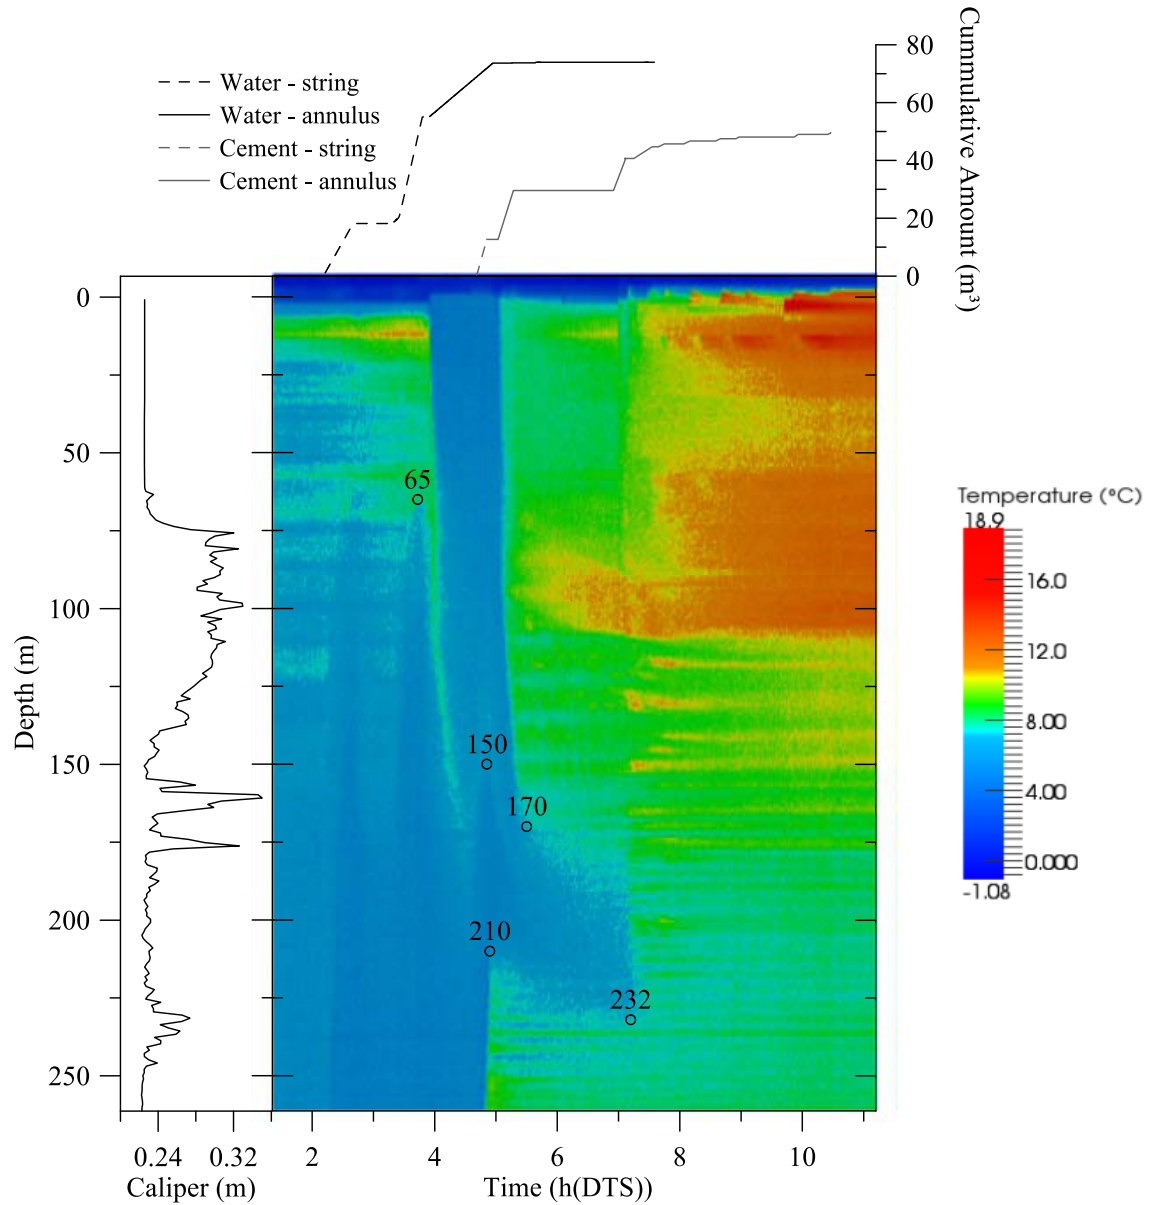 Water - string
Water - annulus
Cement - string
Cement - annulus
80
60
40
20
0
Cummulative Amount (m³)
0
50
100
150
200
250
Depth (m)
65
150
170
210
232
Temperature (°C)
18.9
16.0
12.0
8.00
4.00
0.000
-1.08
0.24 0.32
Caliper (m)
2 4 6 8 10
Time (h(DTS))